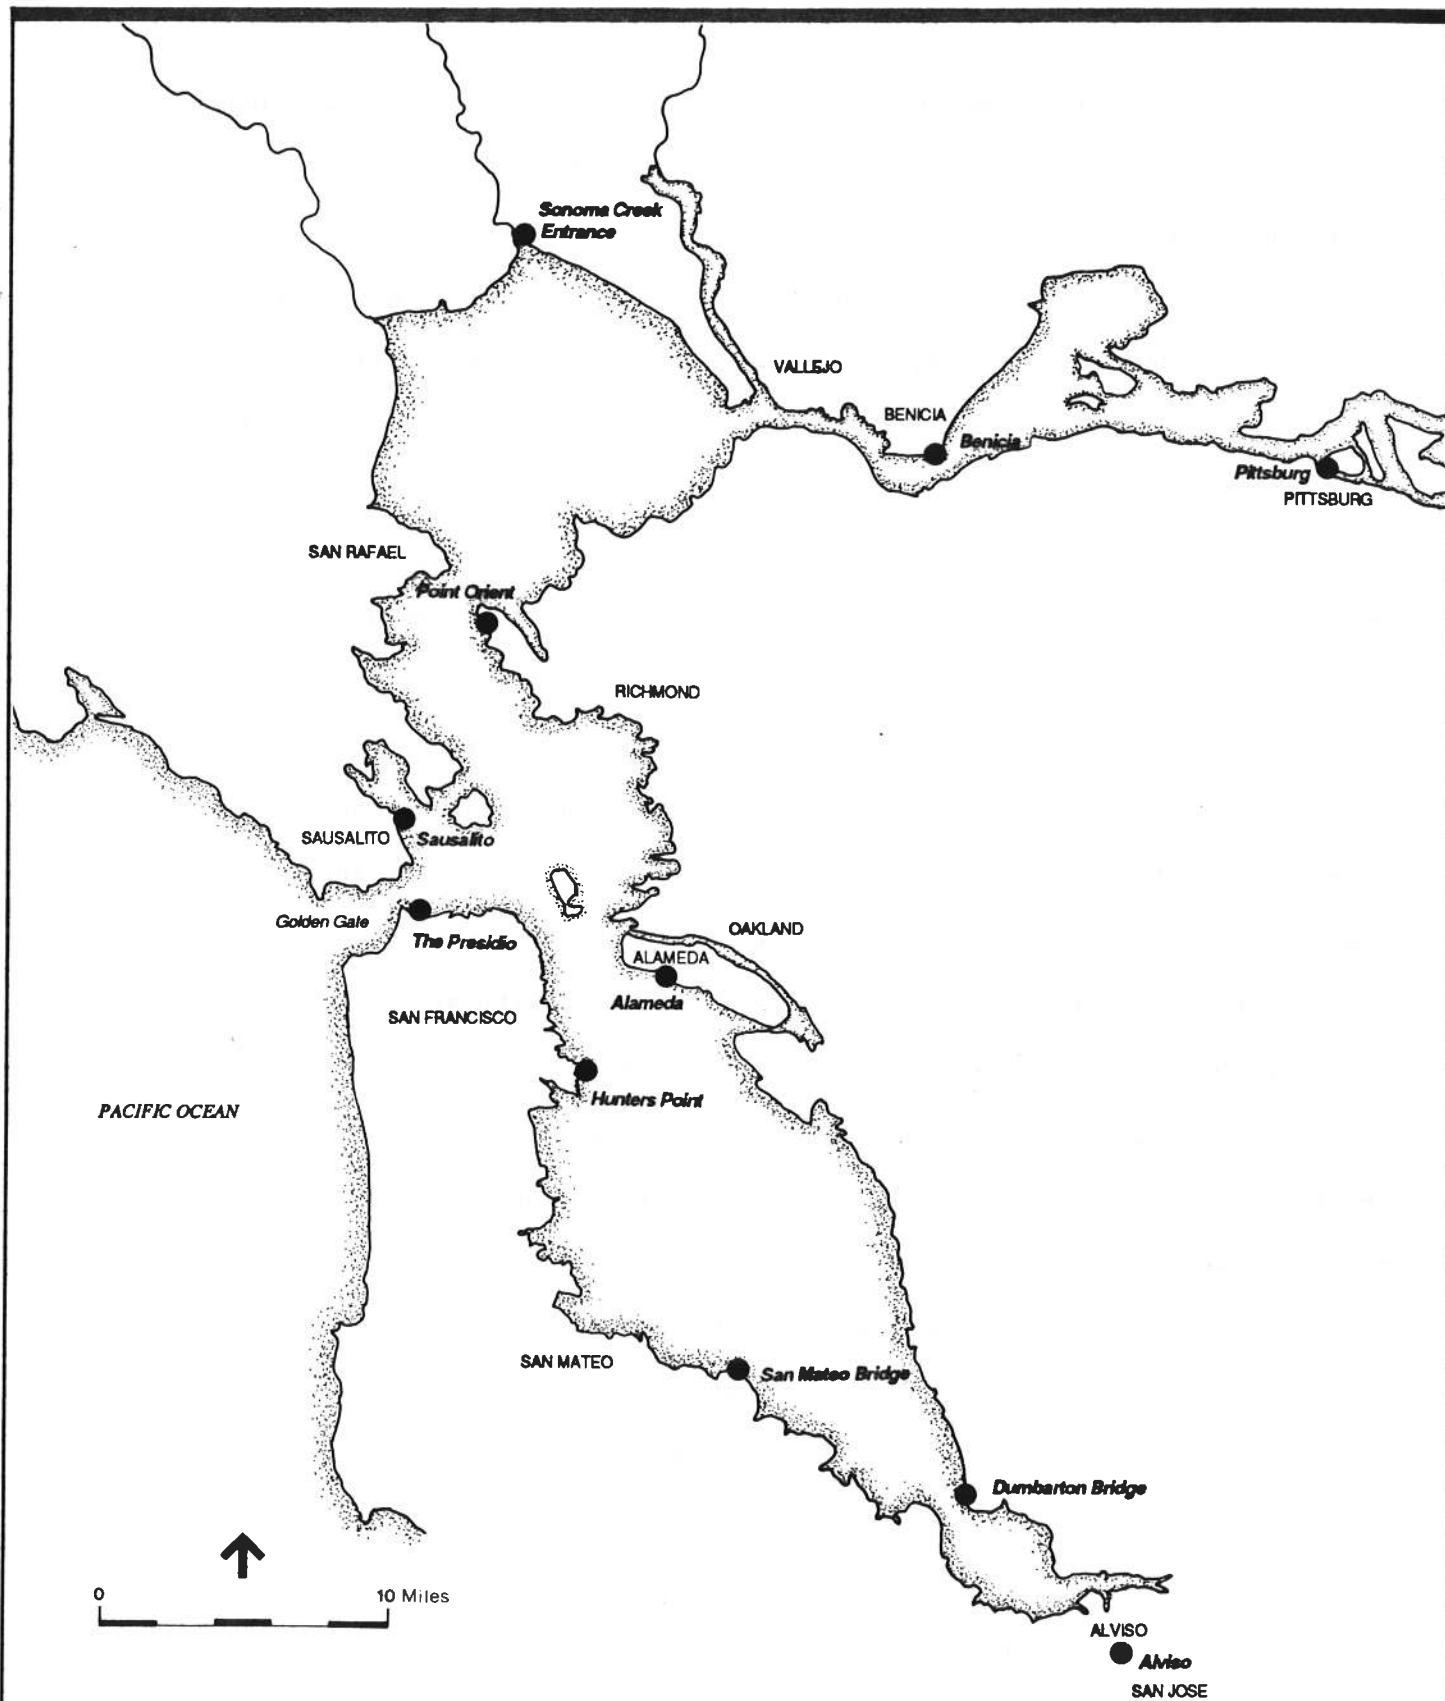 Sonoma Creek
Entrance
VALLEJO
BENICIA
Benicia
Pittsburg
PITTSBURG
SAN RAFAEL
Point Orient
RICHMOND
SAUSALITO
Sausalito
Golden Gate
The Presidio
OAKLAND
ALAMEDA
Alameda
SAN FRANCISCO
Hunters Point
PACIFIC OCEAN
SAN MATEO
San Mateo Bridge
Dumbarton Bridge
0 10 Miles
ALVISO
Alviso
SAN JOSE